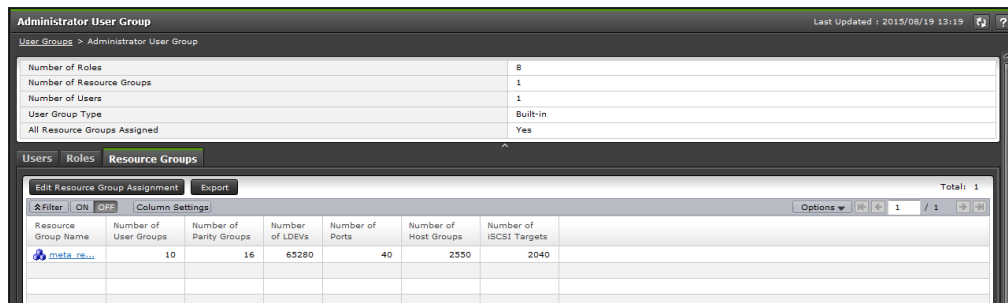 Administrator User Group
Last Updated : 2015/08/19 13:19
?
User Groups > Administrator User Group
Number of Roles 8
Number of Resource Groups 1
Number of Users 1
User Group Type Built-in
All Resource Groups Assigned Yes
Users Roles Resource Groups
Edit Resource Group Assignment Export Total: 1
Filter ON OFF Column Settings Options 1 / 1
Resource Group Name Number of User Groups Number of Parity Groups Number of LDEVs Number of Ports Number of Host Groups Number of iSCSI Targets
meta_re... 10 16 65280 40 2550 2040